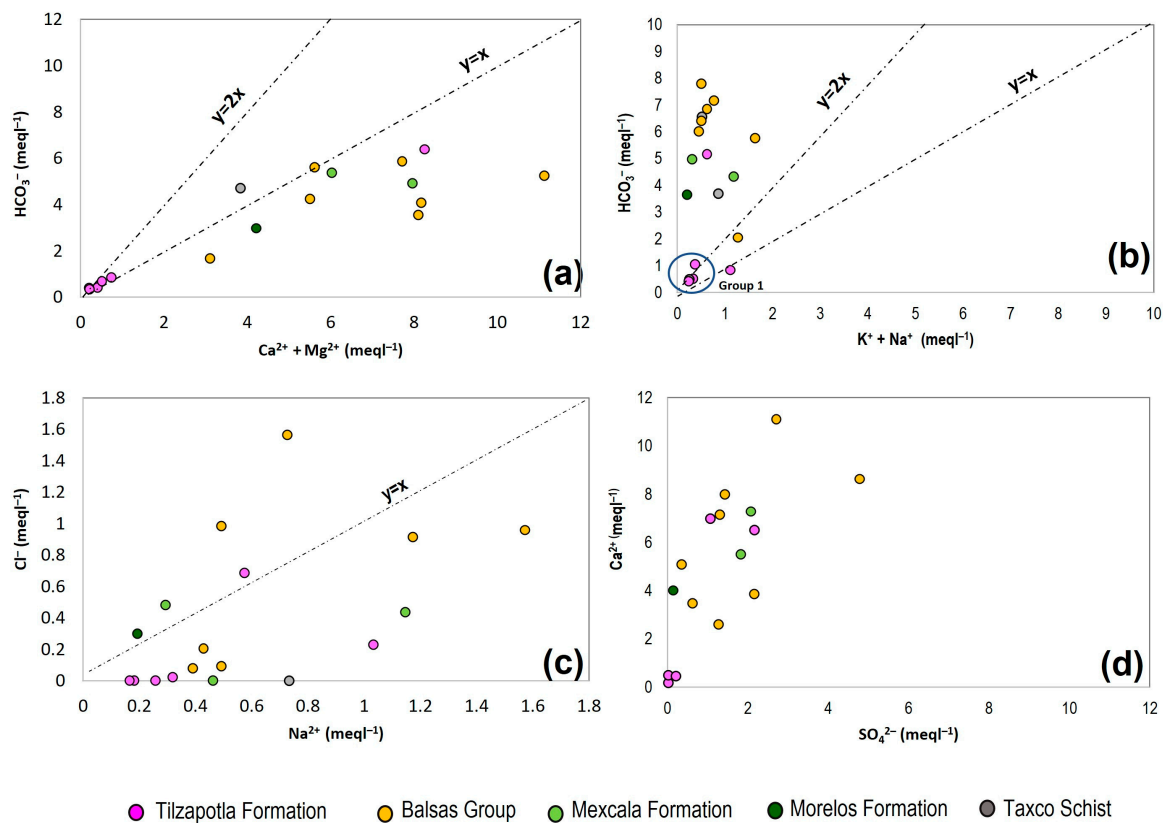 12
10
8
6
4
2
0
HCO₃⁻ (meql⁻¹)
y=2x
y=x
(a)
0 2 4 6 8 10 12
Ca²⁺ + Mg²⁺ (meql⁻¹)
10
9
8
7
6
5
4
3
2
1
0
HCO₃⁻ (meql⁻¹)
y=2x
y=x
(b)
Group 1
0 1 2 3 4 5 6 7 8 9 10
K⁺ + Na⁺ (meql⁻¹)
1.8
1.6
1.4
1.2
1
0.8
0.6
0.4
0.2
0
Cl⁻ (meql⁻¹)
y=x
(c)
0 0.2 0.4 0.6 0.8 1 1.2 1.4 1.6 1.8
Na²⁺ (meql⁻¹)
12
10
8
6
4
2
0
Ca²⁺ (meql⁻¹)
(d)
0 2 4 6 8 10 12
SO₄²⁻ (meql⁻¹)
Tilzapotla Formation Balsas Group Mexcala Formation Morelos Formation Taxco Schist